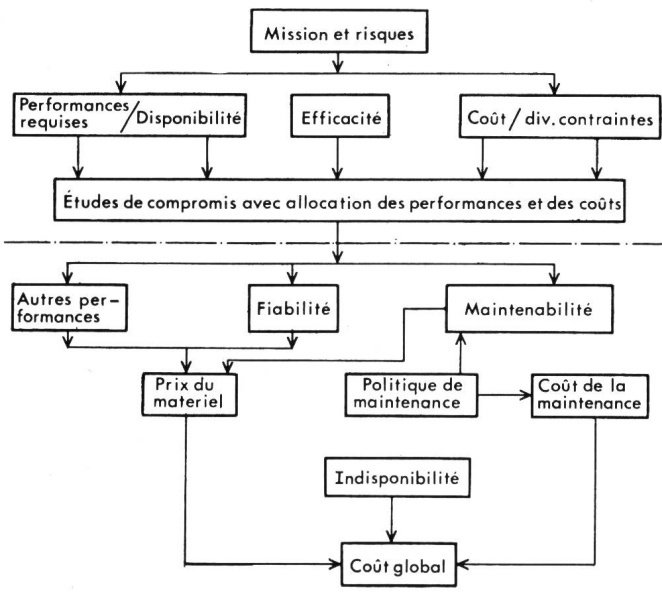 Mission et risques
Performances
requises / Disponibilité
Efficacité
Coût / div. contraintes
Études de compromis avec allocation des performances et des coûts
Autres per-
formances
Fiabilité
Maintenabilité
Prix du
materiel
Politique de
maintenance
Coût de la
maintenance
Indisponibilité
Coût global